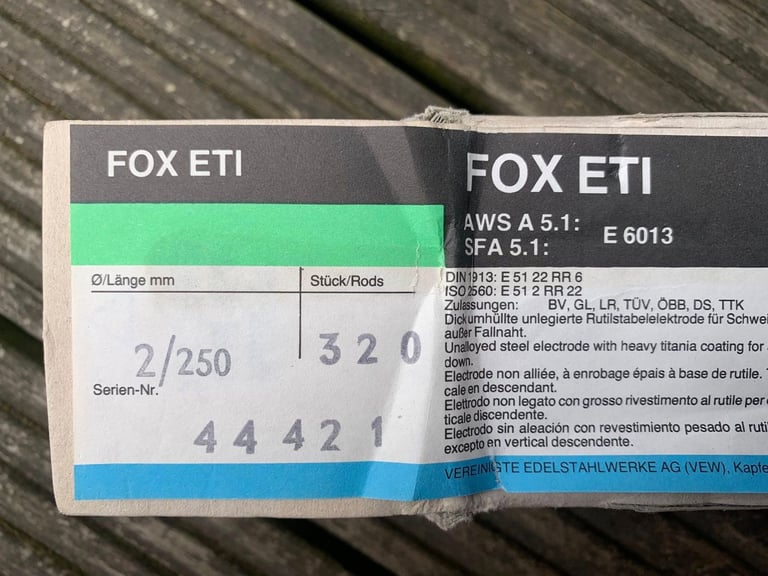 FOX ETI
Ø/Länge mm
Stück/Rods
2/250
320
Serien-Nr.
44421
FOX ETI
AWS A 5.1:
SFA 5.1:
E 6013
DIN 1913: E 51 22 RR 6
ISO 2560: E 51 2 RR 22
Zulassungen: BV, GL, LR, TÜV, ÖBB, DS, TTK
Dick umhüllte unlegierte Rutilstabelektrode für
außer Fallnaht.
Unalloyed steel electrode with heavy titania coating for
down.
Electrode non alliée, à enrobage épais à base de rutile.
cale en descendant.
Elettrodo non legato con grosso rivestimento al rutile per
ticale discendente.
Electrodo sin aleación con revestimiento pesado al
excepto en vertical descendente.
VEREINIGTE EDELSTAHLWERKE AG (VEW),